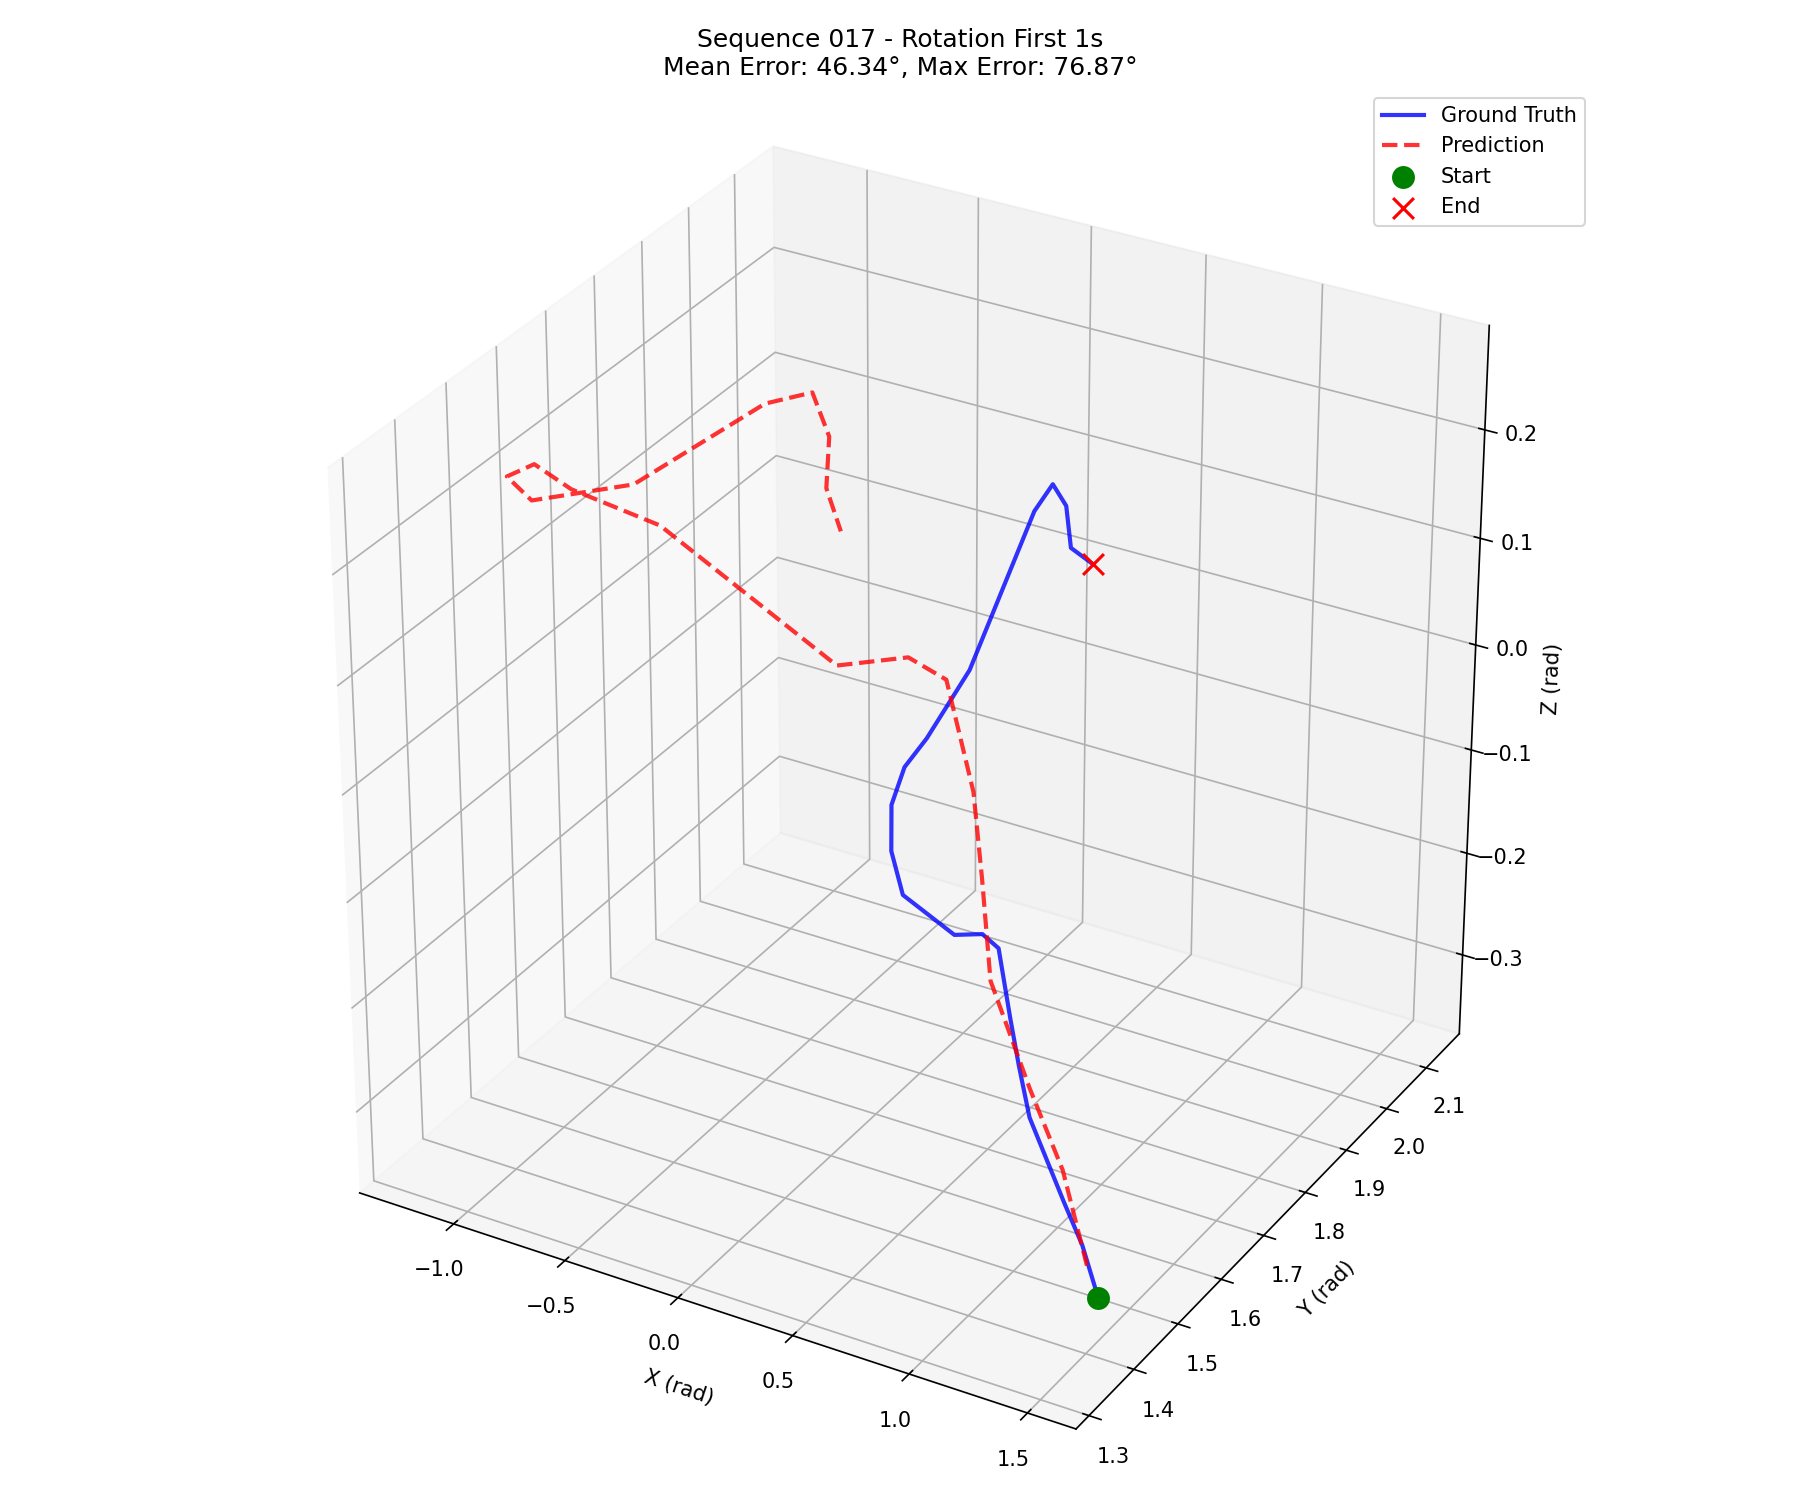 Sequence 017 - Rotation First 1s
Mean Error: 46.34°, Max Error: 76.87°
Ground Truth
Prediction
Start
End
0.2
0.1
0.0
−0.1
−0.2
−0.3
Z (rad)
2.1
2.0
1.9
1.8
1.7
1.6
1.5
1.4
1.3
Y (rad)
−1.0
−0.5
0.0
0.5
1.0
1.5
X (rad)